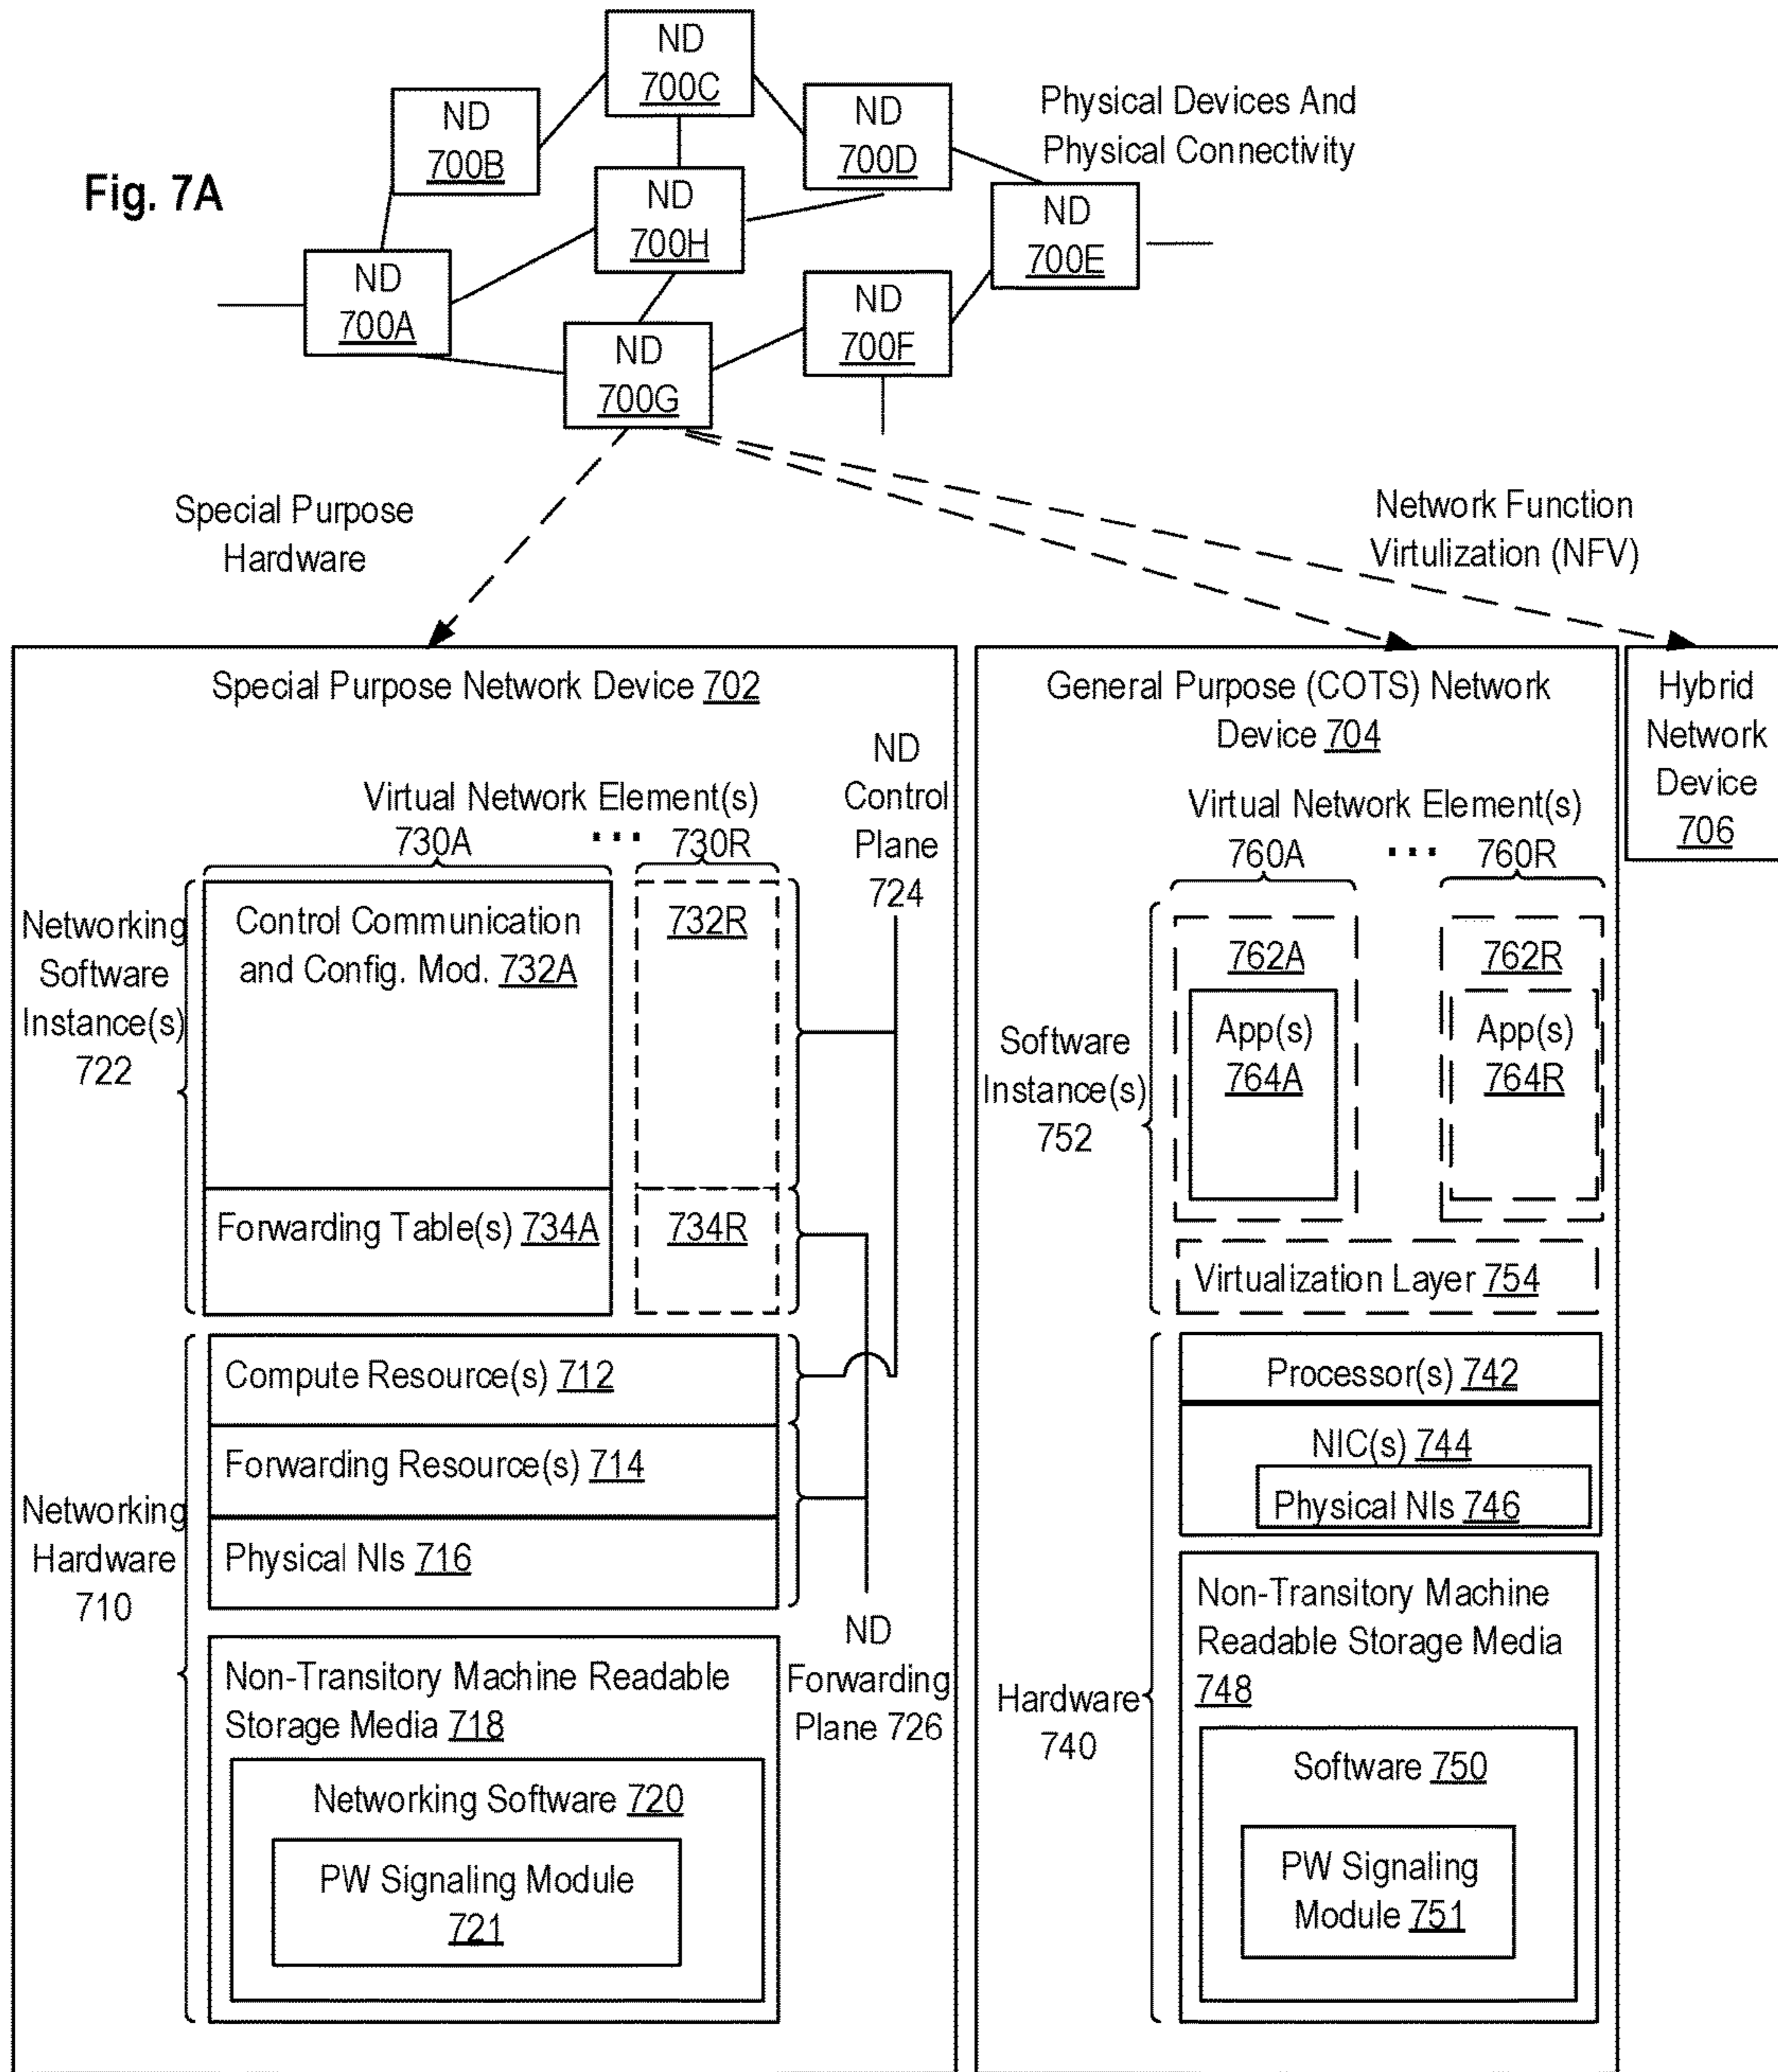 Fig. 7A
ND
700C
ND
700B
ND
700D
Physical Devices And
Physical Connectivity
ND
700H
ND
700E
ND
700A
ND
700F
ND
700G
Special Purpose
Hardware
Network Function
Virtulization (NFV)
Special Purpose Network Device 702
ND
Control
Plane
724
Virtual Network Element(s)
730A ... 730R
Networking
Software
Instance(s)
722
Control Communication
and Config. Mod. 732A
732R
Forwarding Table(s) 734A
734R
Networking
Hardware
710
Compute Resource(s) 712
Forwarding Resource(s) 714
Physical NIs 716
ND
Forwarding
Plane 726
Non-Transitory Machine Readable
Storage Media 718
Networking Software 720
PW Signaling Module
721
General Purpose (COTS) Network
Device 704
Virtual Network Element(s)
760A ... 760R
Software
Instance(s)
752
762A
App(s)
764A
762R
App(s)
764R
Virtualization Layer 754
Hardware
740
Processor(s) 742
NIC(s) 744
Physical NIs 746
Non-Transitory Machine
Readable Storage Media
748
Software 750
PW Signaling
Module 751
Hybrid
Network
Device
706